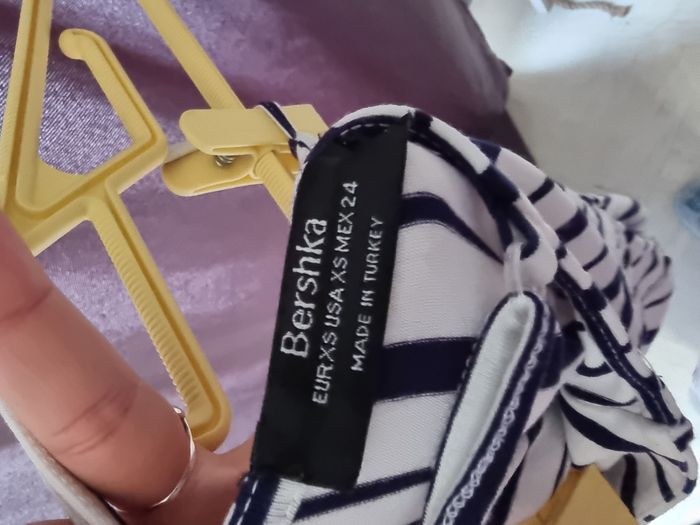 Bershka
EUR XS USA XS MEX 24
MADE IN TURKEY